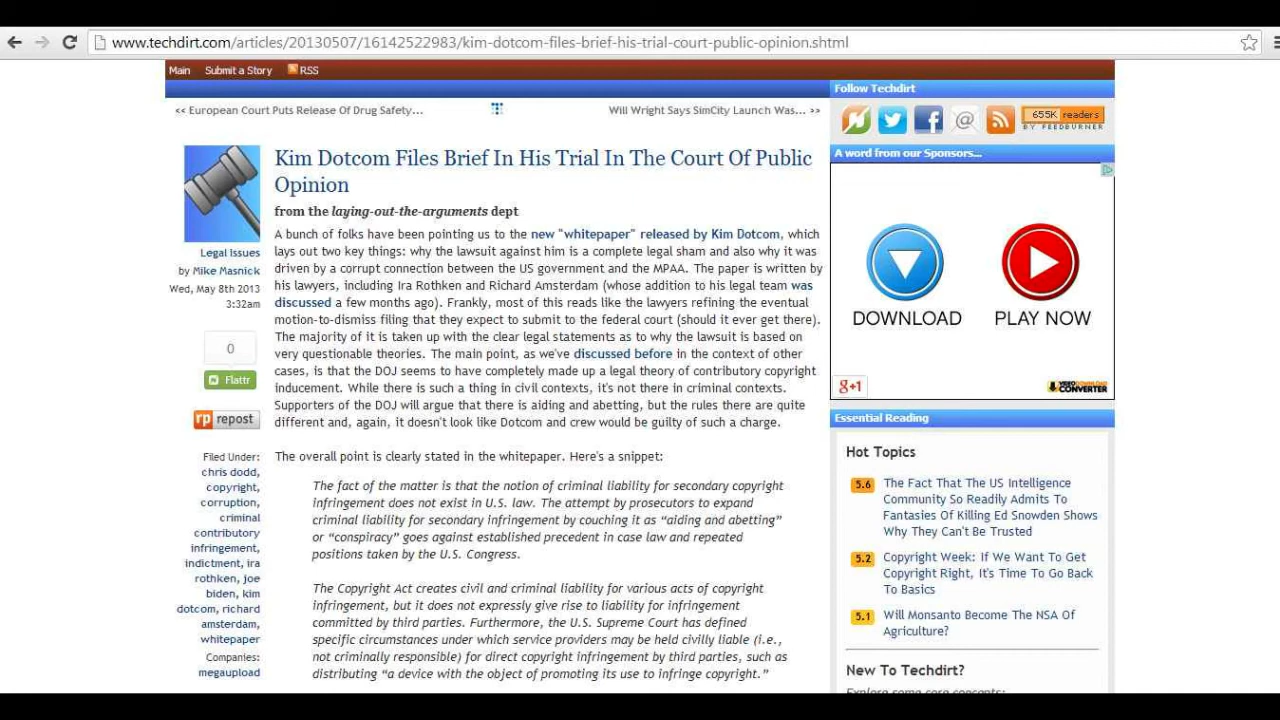 www.techdirt.com/articles/20130507/16142522983/kim-dotcom-files-brief-his-trial-court-public-opinion.shtml
Main Submit a Story RSS
<< European Court Puts Release Of Drug Safety... Will Wright Says SimCity Launch Was... >>
Kim Dotcom Files Brief In His Trial In The Court Of Public
Opinion
from the laying-out-the-arguments dept
Legal Issues
by Mike Masnick
Wed, May 8th 2013
3:32am
0
Flattr
rp repost
Filed Under:
chris dodd,
copyright,
corruption,
criminal
contributory
infringement,
indictment, ira
rothken, joe
biden, kim
dotcom, richard
amsterdam,
whitepaper
Companies:
megaupload
A bunch of folks have been pointing us to the new "whitepaper" released by Kim Dotcom, which
lays out two key things: why the lawsuit against him is a complete legal sham and also why it was
driven by a corrupt connection between the US government and the MPAA. The paper is written by
his lawyers, including Ira Rothken and Richard Amsterdam (whose addition to his legal team was
discussed a few months ago). Frankly, most of this reads like the lawyers refining the eventual
motion-to-dismiss filing that they expect to submit to the federal court (should it ever get there).
The majority of it is taken up with the clear legal statements as to why the lawsuit is based on
very questionable theories. The main point, as we've discussed before in the context of other
cases, is that the DOJ seems to have completely made up a legal theory of contributory copyright
inducement. While there is such a thing in civil contexts, it's not there in criminal contexts.
Supporters of the DOJ will argue that there is aiding and abetting, but the rules there are quite
different and, again, it doesn't look like Dotcom and crew would be guilty of such a charge.
The overall point is clearly stated in the whitepaper. Here's a snippet:
The fact of the matter is that the notion of criminal liability for secondary copyright
infringement does not exist in U.S. law. The attempt by prosecutors to expand
criminal liability for secondary infringement by couching it as “aiding and abetting”
or “conspiracy” goes against established precedent in case law and repeated
positions taken by the U.S. Congress.
The Copyright Act creates civil and criminal liability for various acts of copyright
infringement, but it does not expressly give rise to liability for infringement
committed by third parties. Furthermore, the U.S. Supreme Court has defined
specific circumstances under which service providers may be held civilly liable (i.e.,
not criminally responsible) for direct copyright infringement by third parties, such as
distributing “a device with the object of promoting its use to infringe copyright.”
Follow Techdirt
655K readers
BY FEEDBURNER
A word from our Sponsors...
DOWNLOAD PLAY NOW
g+1
VIDEO DOWNLOAD
CONVERTER
Essential Reading
Hot Topics
5.6 The Fact That The US Intelligence
Community So Readily Admits To
Fantasies Of Killing Ed Snowden Shows
Why They Can't Be Trusted
5.2 Copyright Week: If We Want To Get
Copyright Right, It's Time To Go Back
To Basics
5.1 Will Monsanto Become The NSA Of
Agriculture?
New To Techdirt?
Explore some core concepts: